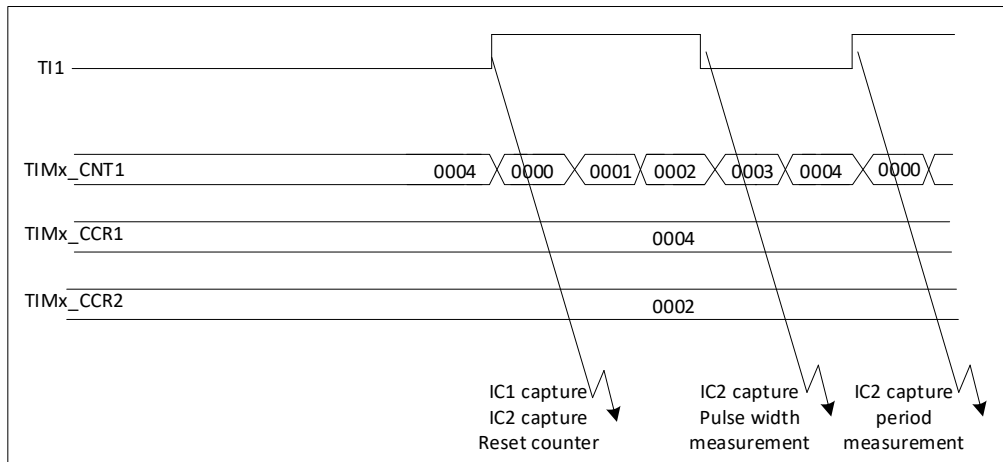 TI1
TIMx_CNT1
0004 0000 0001 0002 0003 0004 0000
TIMx_CCR1
0004
TIMx_CCR2
0002
IC1 capture
IC2 capture
Reset counter
IC2 capture
Pulse width
measurement
IC2 capture
period
measurement